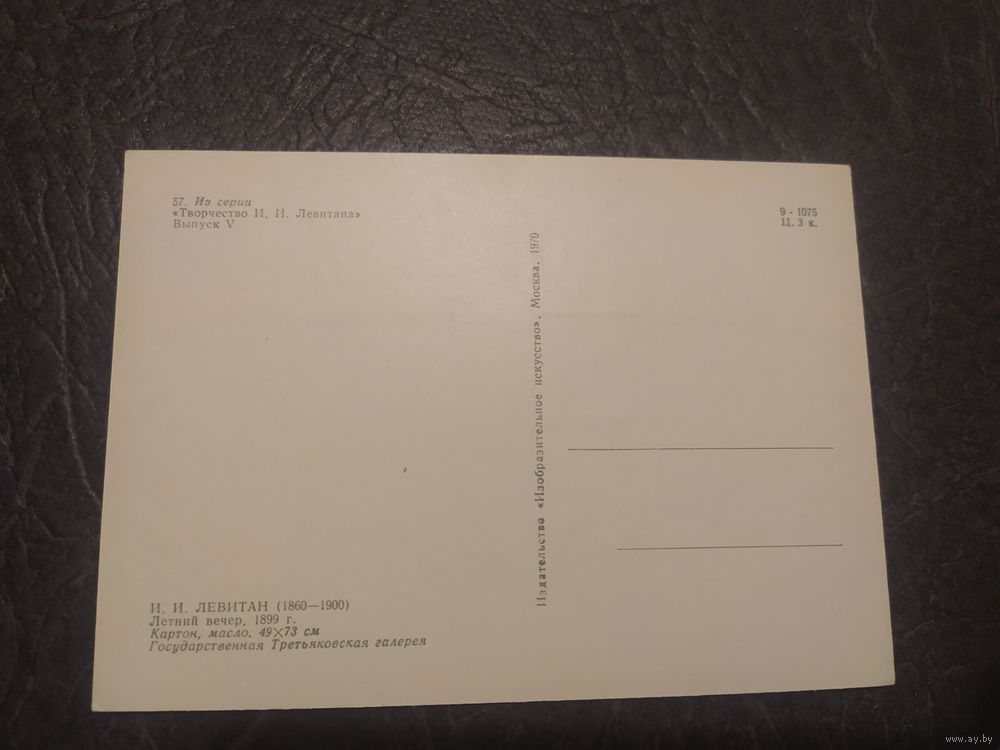 57. Из серии
«Творчество И. И. Левитана»
Выпуск V
9 - 1075
Ц. 3 к.
Издательство «Изобразительное искусство». Москва. 1970
И. И. ЛЕВИТАН (1860—1900)
Летний вечер. 1899 г.
Картон, масло. 49×73 см
Государственная Третьяковская галерея
www.ay.by